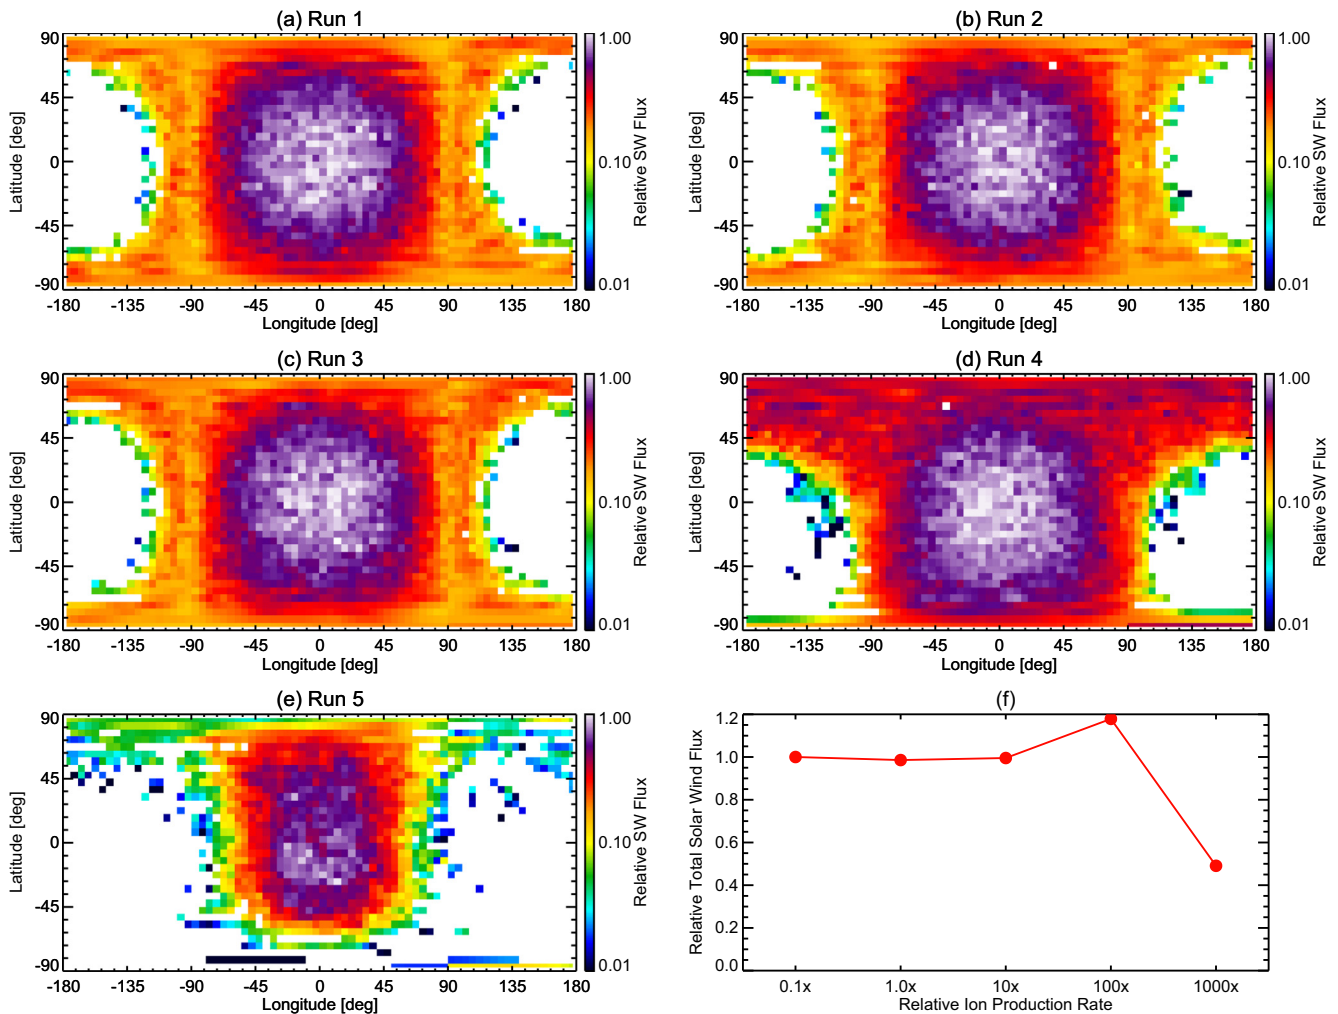 (a) Run 1
90
45
0
-45
-90
Latitude [deg]
-180 -135 -90 -45 0 45 90 135 180
Longitude [deg]
1.00
0.10
0.01
Relative SW Flux
(b) Run 2
90
45
0
-45
-90
Latitude [deg]
-180 -135 -90 -45 0 45 90 135 180
Longitude [deg]
1.00
0.10
0.01
Relative SW Flux
(c) Run 3
90
45
0
-45
-90
Latitude [deg]
-180 -135 -90 -45 0 45 90 135 180
Longitude [deg]
1.00
0.10
0.01
Relative SW Flux
(d) Run 4
90
45
0
-45
-90
Latitude [deg]
-180 -135 -90 -45 0 45 90 135 180
Longitude [deg]
1.00
0.10
0.01
Relative SW Flux
(e) Run 5
90
45
0
-45
-90
Latitude [deg]
-180 -135 -90 -45 0 45 90 135 180
Longitude [deg]
1.00
0.10
0.01
Relative SW Flux
(f)
1.2
1.0
0.8
0.6
0.4
0.2
0.0
Relative Total Solar Wind Flux
0.1x 1.0x 10x 100x 1000x
Relative Ion Production Rate